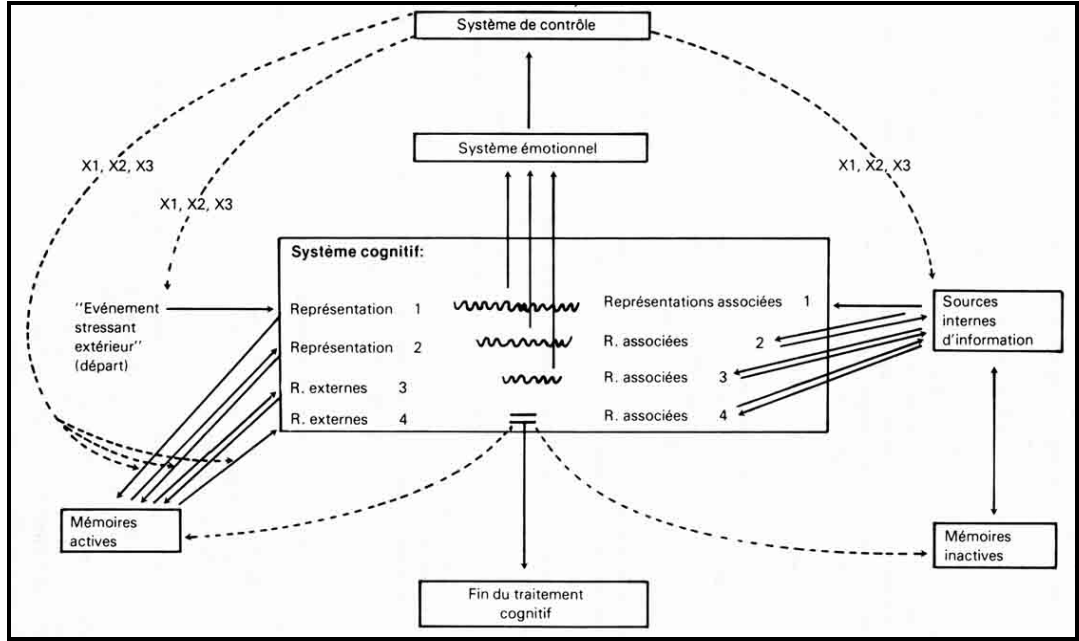 Système de contrôle
Système émotionnel
X1, X2, X3
X1, X2, X3
X1, X2, X3
Système cognitif:
''Evénement
stressant
extérieur''
(départ)
Représentation 1
Représentation 2
R. externes 3
R. externes 4
Représentations associées 1
R. associées 2
R. associées 3
R. associées 4
Sources
internes
d'information
Mémoires
actives
Mémoires
inactives
Fin du traitement
cognitif